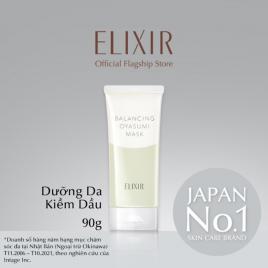 ELIXIR
Official Flagship Store
BALANCING
OYASUMI
MASK
ELIXIR
Dưỡng Da
Kiềm Dầu
90g
JAPAN
No.1
SKIN CARE BRAND
*Doanh số hàng năm hạng mục chăm
sóc da tại Nhật Bản (Ngoại trừ Okinawa)
T11.2006 – T10.2021, theo nghiên cứu của
Intage Inc.